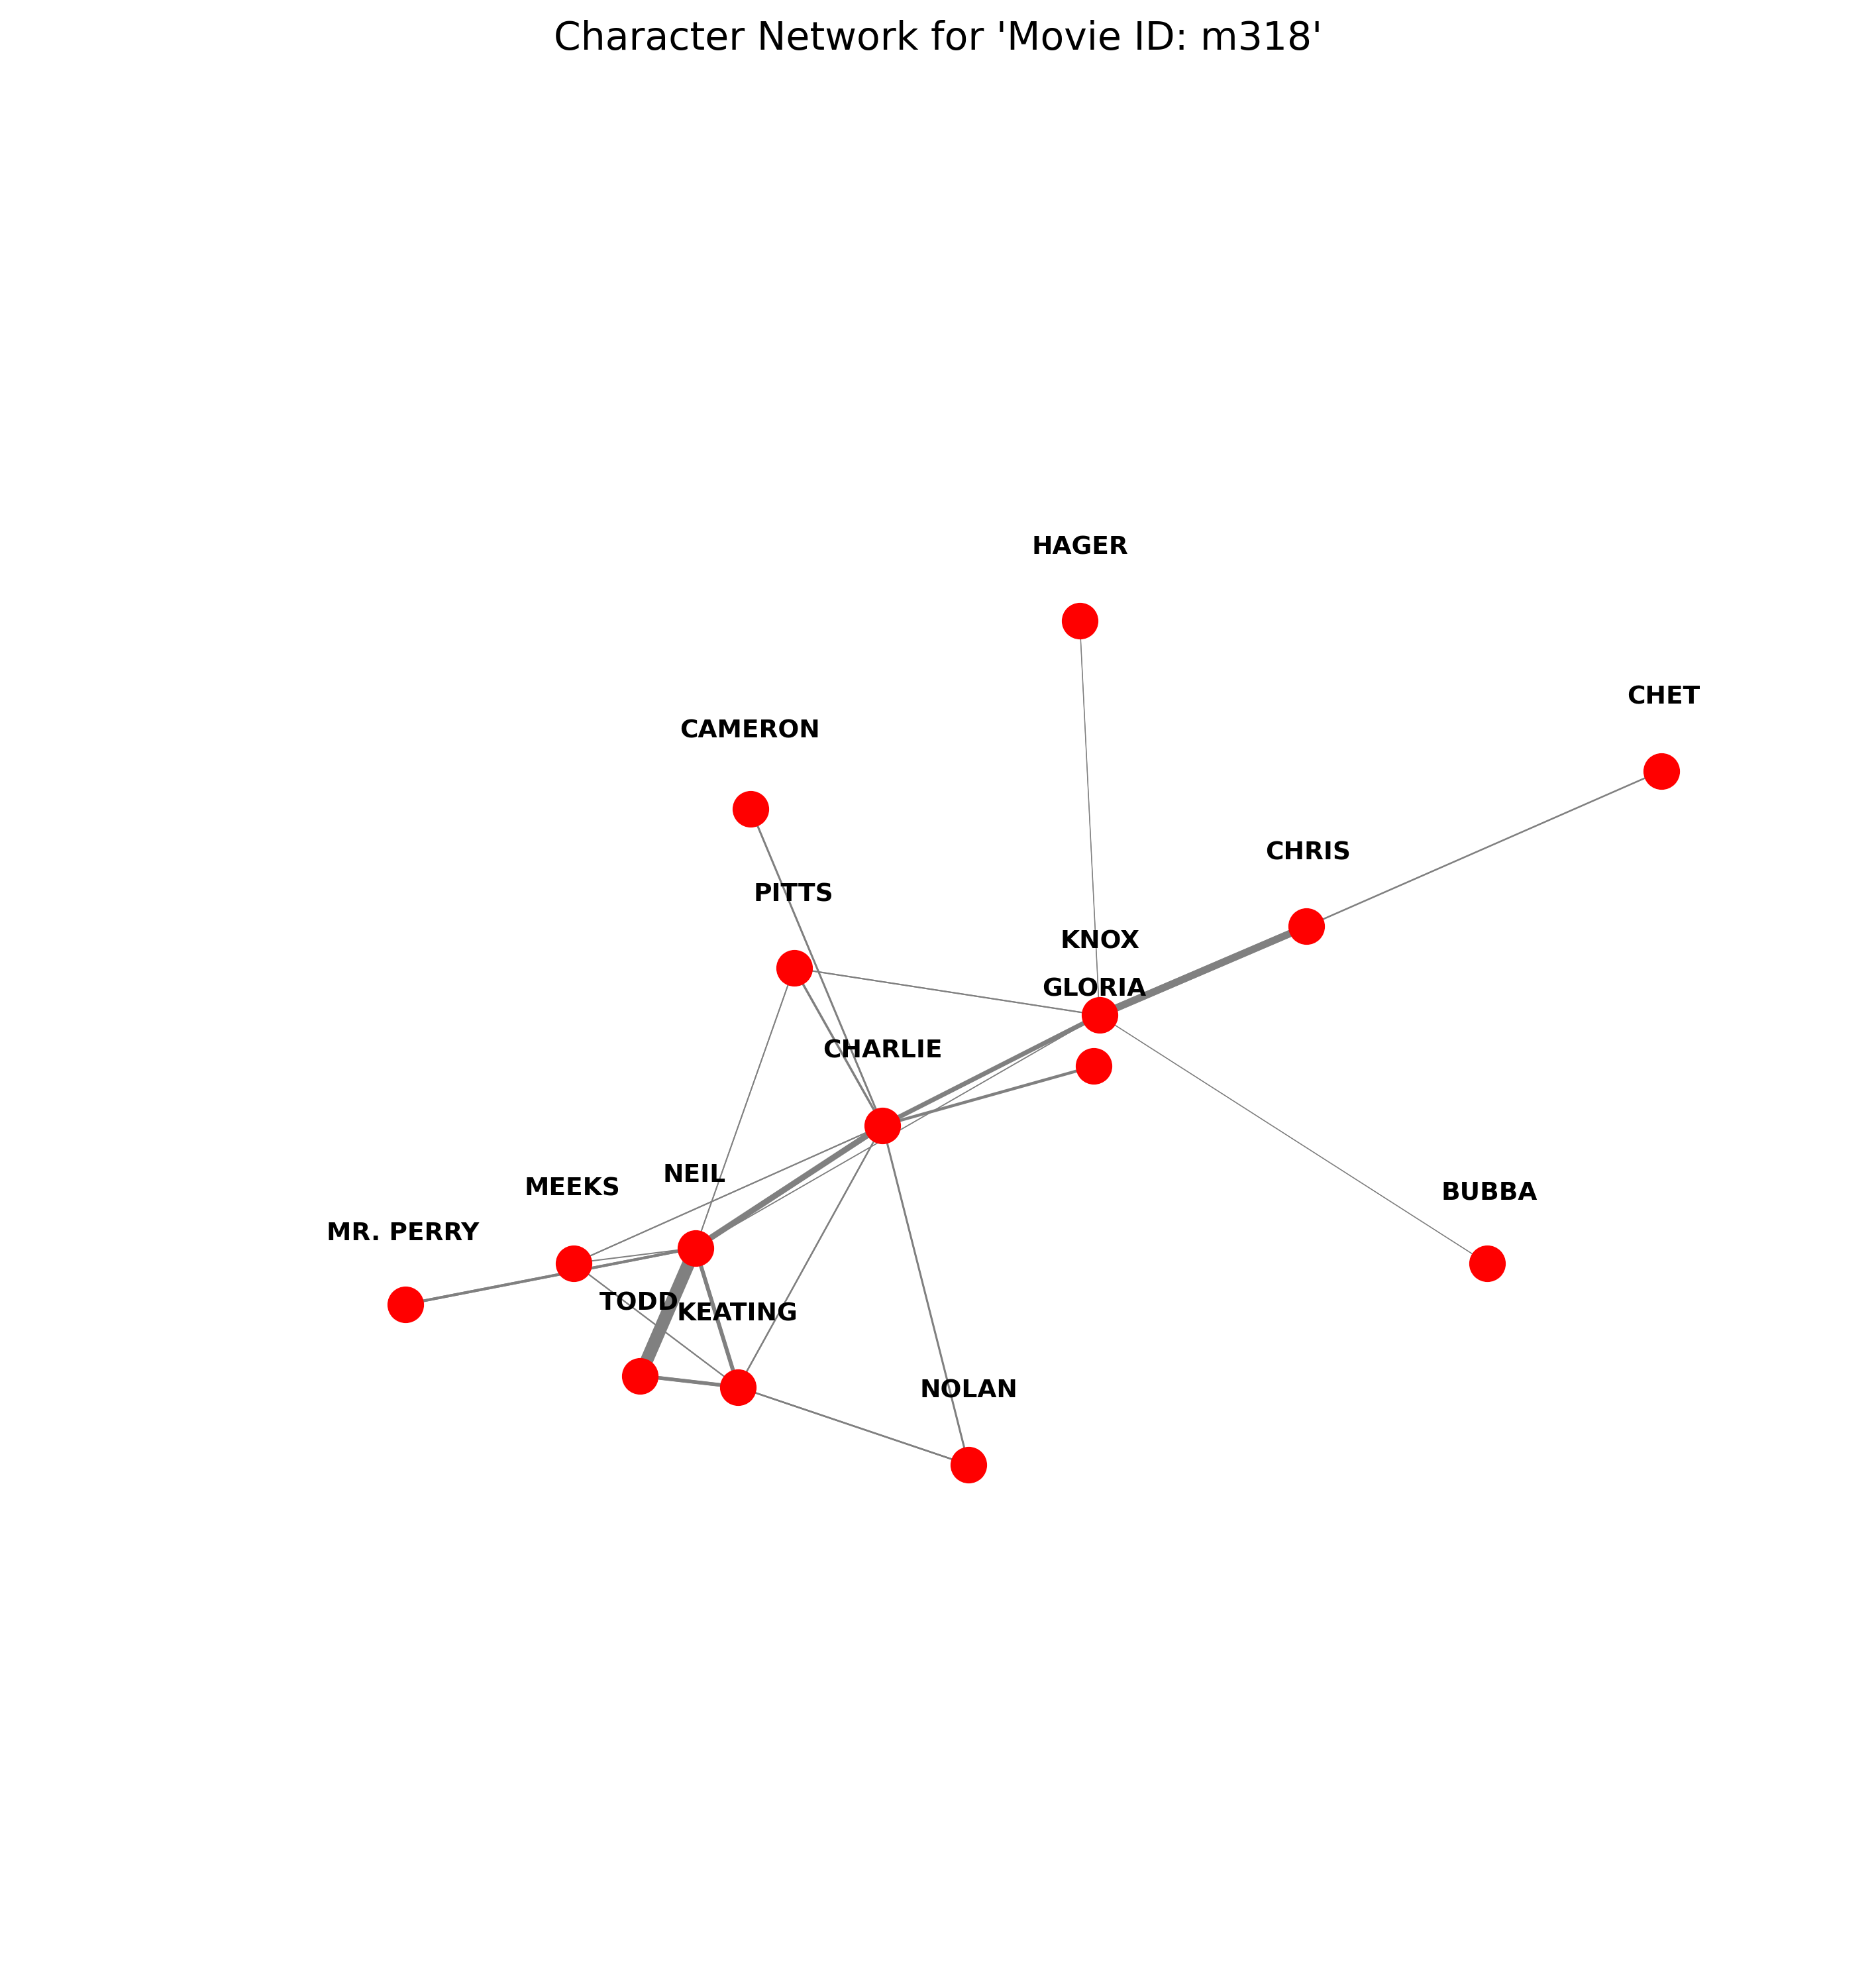 Character Network for 'Movie ID: m318'
HAGER
CHET
CAMERON
CHRIS
PITTS
KNOX
GLORIA
CHARLIE
NEIL
MEEKS
BUBBA
MR. PERRY
TODD
KEATING
NOLAN